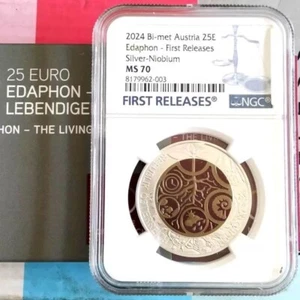 25 EURO
EDAPHON –
LEBENDIGE
PHON – THE LIVING
2024 Bi-met Austria 25E
Edaphon - First Releases
Silver-Niobium
MS 70
8179962-003
FIRST RELEASES
NGC